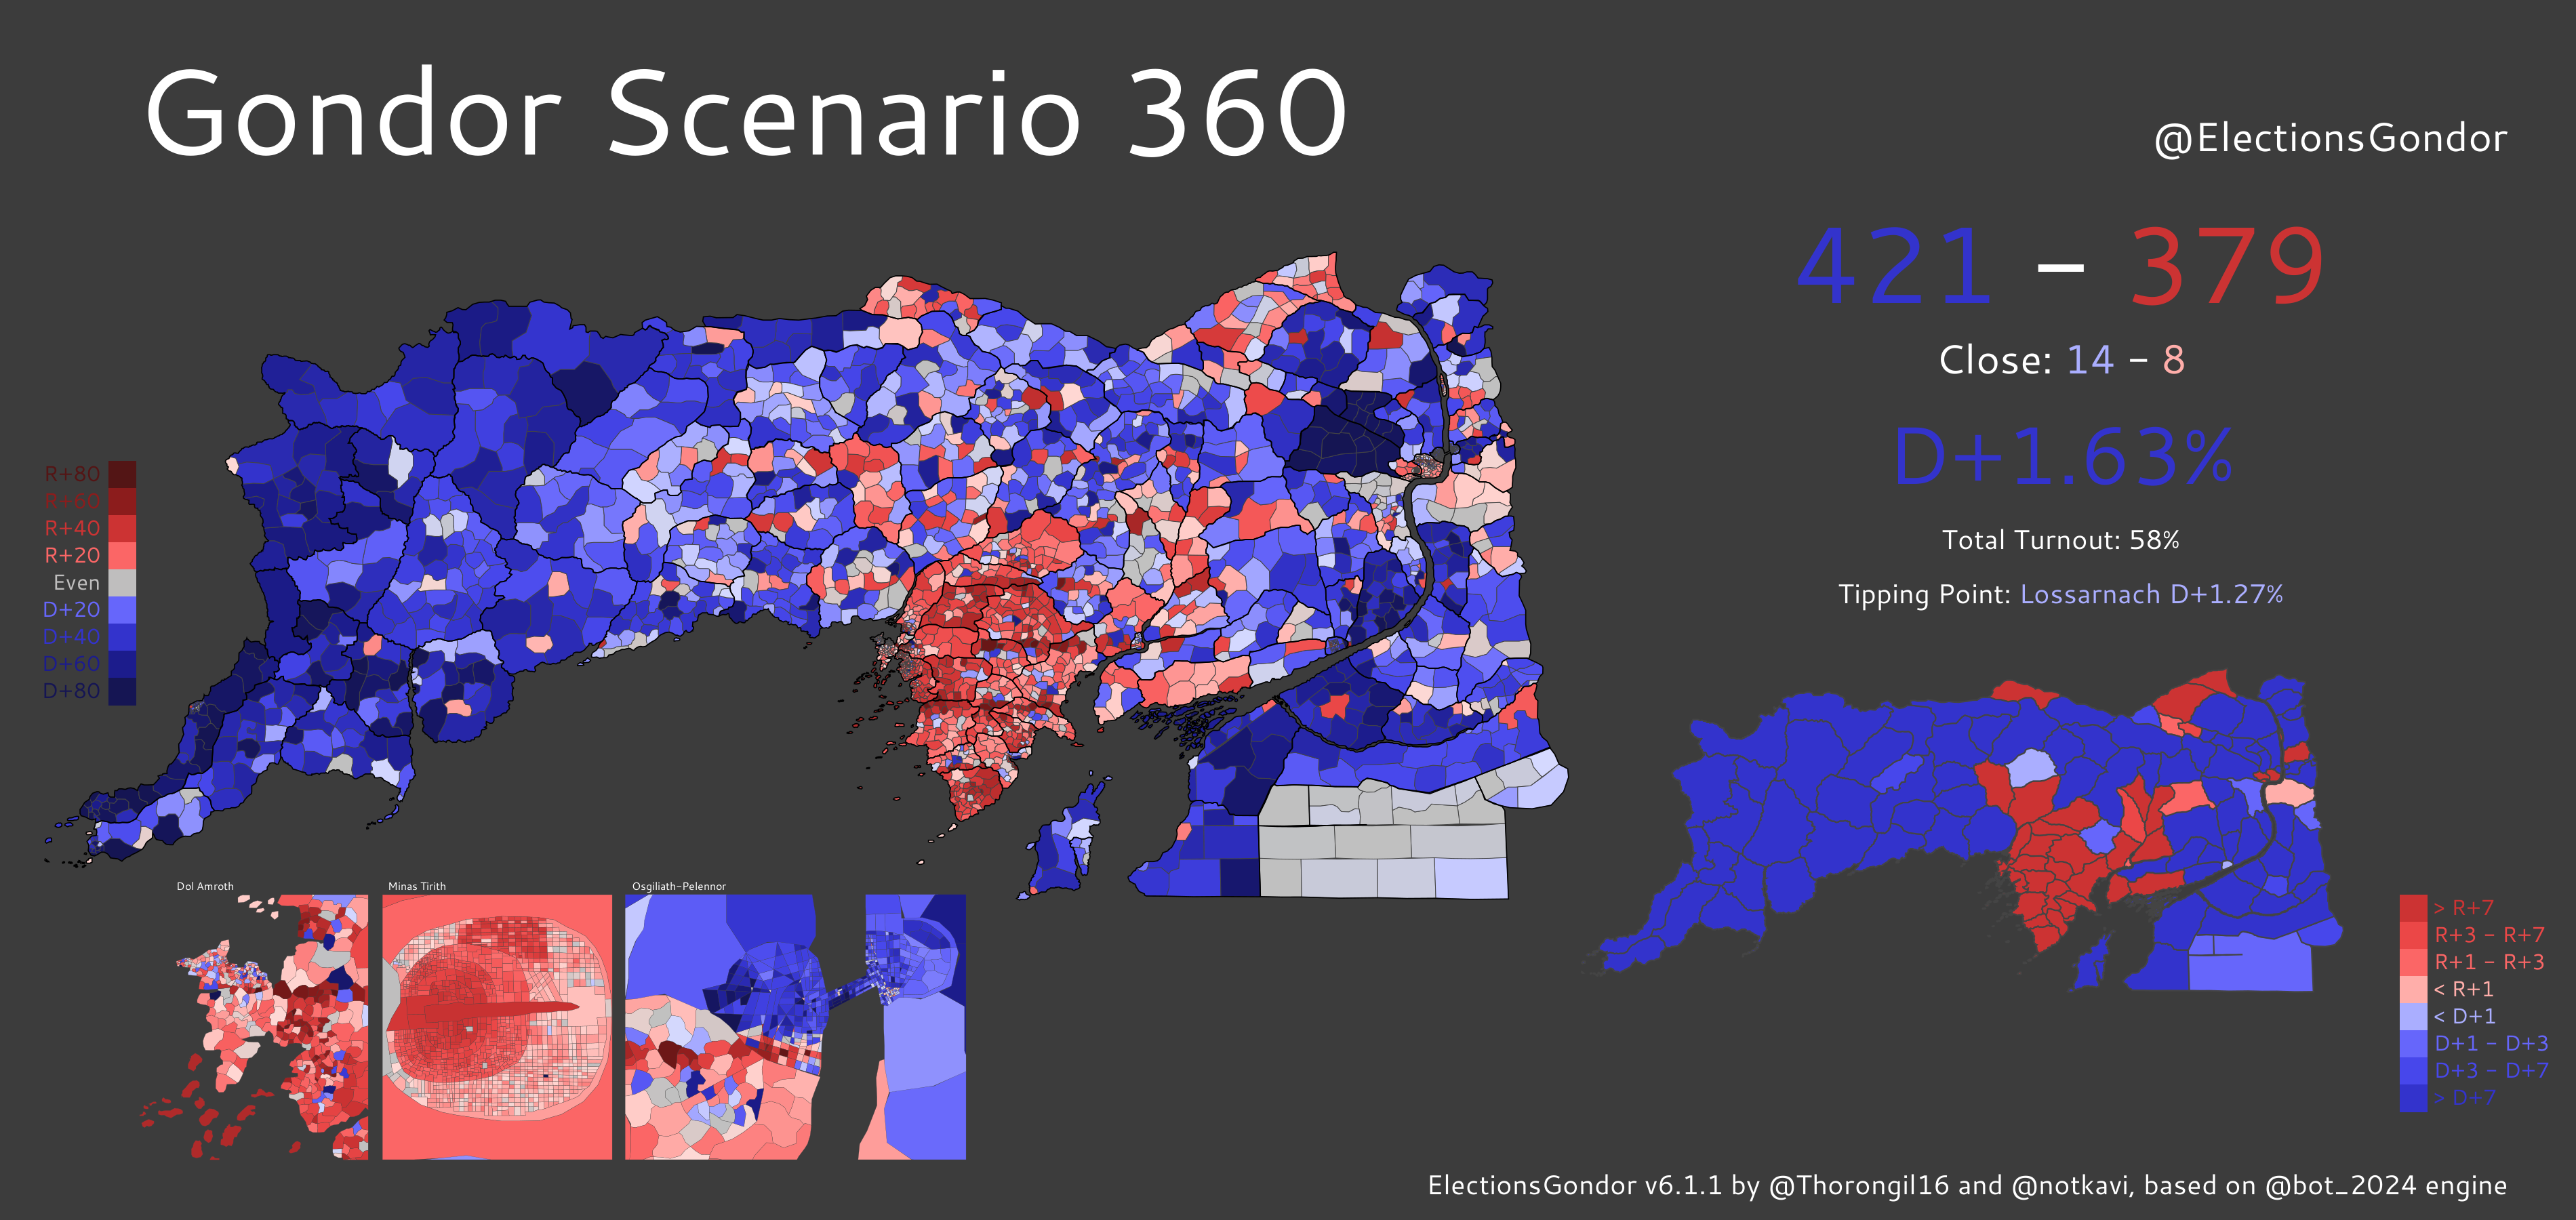 Gondor Scenario 360
@ElectionsGondor
421 – 379
Close: 14 - 8
D+1.63%
Total Turnout: 58%
Tipping Point: Lossarnach D+1.27%
R+80
R+60
R+40
R+20
Even
D+20
D+40
D+60
D+80
Dol Amroth
Minas Tirith
Osgiliath-Pelennor
> R+7
R+3 - R+7
R+1 - R+3
< R+1
< D+1
D+1 - D+3
D+3 - D+7
> D+7
ElectionsGondor v6.1.1 by @Thorongil16 and @notkavi, based on @bot_2024 engine